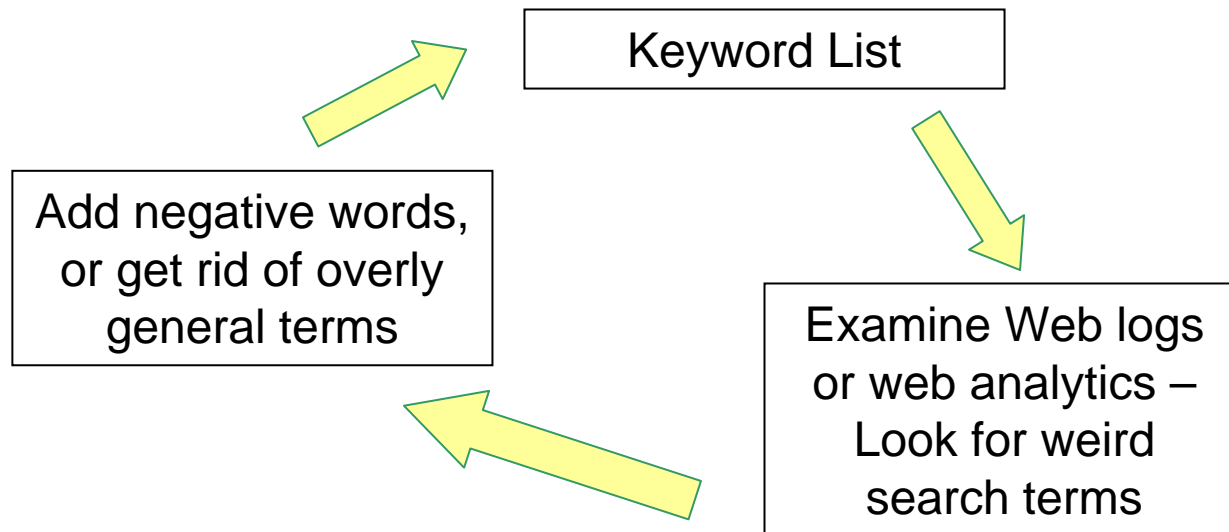 Keyword List
Add negative words,
or get rid of overly
general terms
Examine Web logs
or web analytics –
Look for weird
search terms